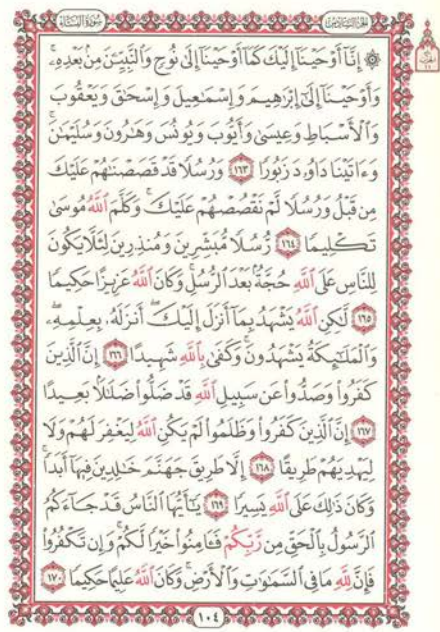 الجزء السادس
سورة النساء
۞ إِنَّآ أَوْحَيْنَآ إِلَيْكَ كَمَآ أَوْحَيْنَآ إِلَىٰ نُوحٍ وَٱلنَّبِيِّـۧنَ مِنۢ بَعْدِهِۦۚ
وَأَوْحَيْنَآ إِلَىٰٓ إِبْرَٰهِيمَ وَإِسْمَٰعِيلَ وَإِسْحَٰقَ وَيَعْقُوبَ
وَٱلْأَسْبَاطِ وَعِيسَىٰ وَأَيُّوبَ وَيُونُسَ وَهَٰرُونَ وَسُلَيْمَٰنَۚ
وَءَاتَيْنَا دَاوُۥدَ زَبُورًا ١٦٣ وَرُسُلًا قَدْ قَصَصْنَٰهُمْ عَلَيْكَ
مِن قَبْلُ وَرُسُلًا لَّمْ نَقْصُصْهُمْ عَلَيْكَۚ وَكَلَّمَ ٱللَّهُ مُوسَىٰ
تَكْلِيمًا ١٦٤ رُّسُلًا مُّبَشِّرِينَ وَمُنذِرِينَ لِئَلَّا يَكُونَ
لِلنَّاسِ عَلَى ٱللَّهِ حُجَّةٌۢ بَعْدَ ٱلرُّسُلِۚ وَكَانَ ٱللَّهُ عَزِيزًا حَكِيمًا
١٦٥ لَّٰكِنِ ٱللَّهُ يَشْهَدُ بِمَآ أَنزَلَ إِلَيْكَۖ أَنزَلَهُۥ بِعِلْمِهِۦۖ
وَٱلْمَلَٰٓئِكَةُ يَشْهَدُونَۚ وَكَفَىٰ بِٱللَّهِ شَهِيدًا ١٦٦ إِنَّ ٱلَّذِينَ
كَفَرُوا۟ وَصَدُّوا۟ عَن سَبِيلِ ٱللَّهِ قَدْ ضَلُّوا۟ ضَلَٰلًۢا بَعِيدًا
١٦٧ إِنَّ ٱلَّذِينَ كَفَرُوا۟ وَظَلَمُوا۟ لَمْ يَكُنِ ٱللَّهُ لِيَغْفِرَ لَهُمْ وَلَا
لِيَهْدِيَهُمْ طَرِيقًا ١٦٨ إِلَّا طَرِيقَ جَهَنَّمَ خَٰلِدِينَ فِيهَآ أَبَدًاۚ
وَكَانَ ذَٰلِكَ عَلَى ٱللَّهِ يَسِيرًا ١٦٩ يَٰٓأَيُّهَا ٱلنَّاسُ قَدْ جَآءَكُمُ
ٱلرَّسُولُ بِٱلْحَقِّ مِن رَّبِّكُمْ فَـَٔامِنُوا۟ خَيْرًا لَّكُمْۚ وَإِن تَكْفُرُوا۟
فَإِنَّ لِلَّهِ مَا فِى ٱلسَّمَٰوَٰتِ وَٱلْأَرْضِۚ وَكَانَ ٱللَّهُ عَلِيمًا حَكِيمًا ١٧٠
١٠٤